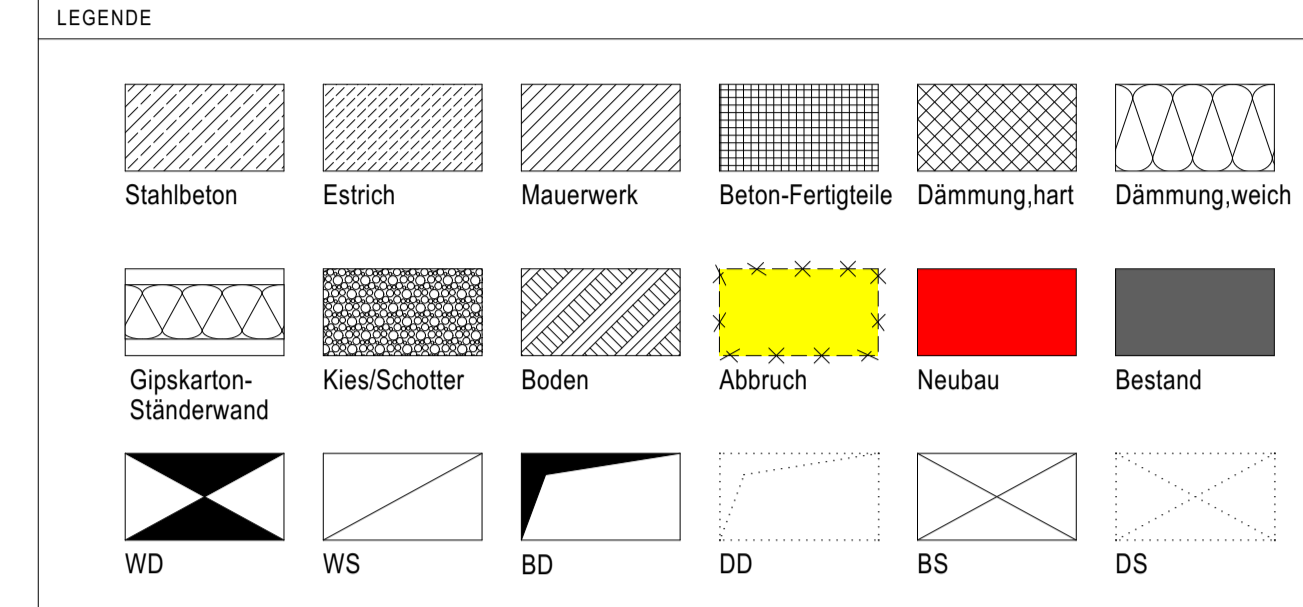 LEGENDE
Stahlbeton
Estrich
Mauerwerk
Beton-Fertigteile
Dämmung,hart
Dämmung,weich
Gipskarton-
Ständerwand
Kies/Schotter
Boden
Abbruch
Neubau
Bestand
WD
WS
BD
DD
BS
DS